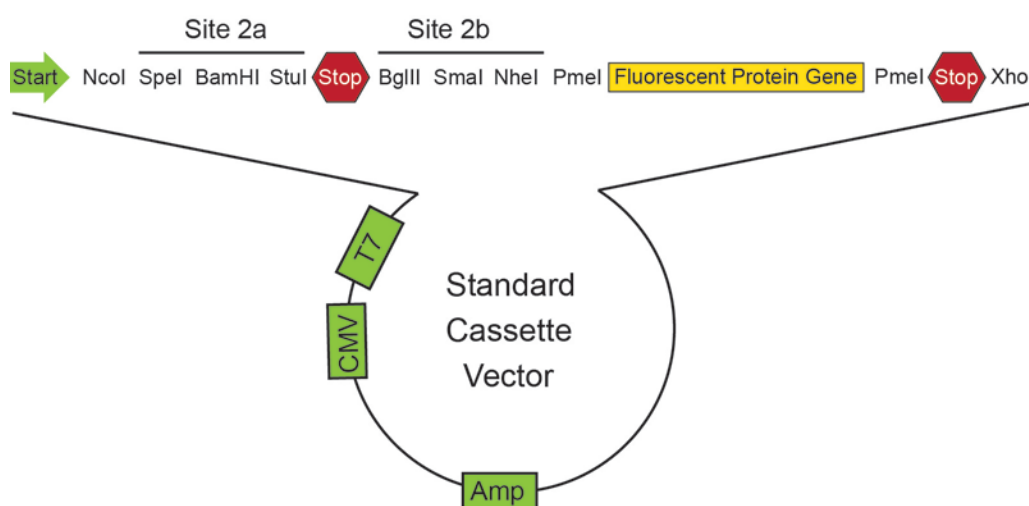 Site 2a Site 2b
Start NcoI SpeI BamHI StuI Stop BglII SmaI NheI PmeI Fluorescent Protein Gene PmeI Stop Xho
T7
CMV
Standard
Cassette
Vector
Amp